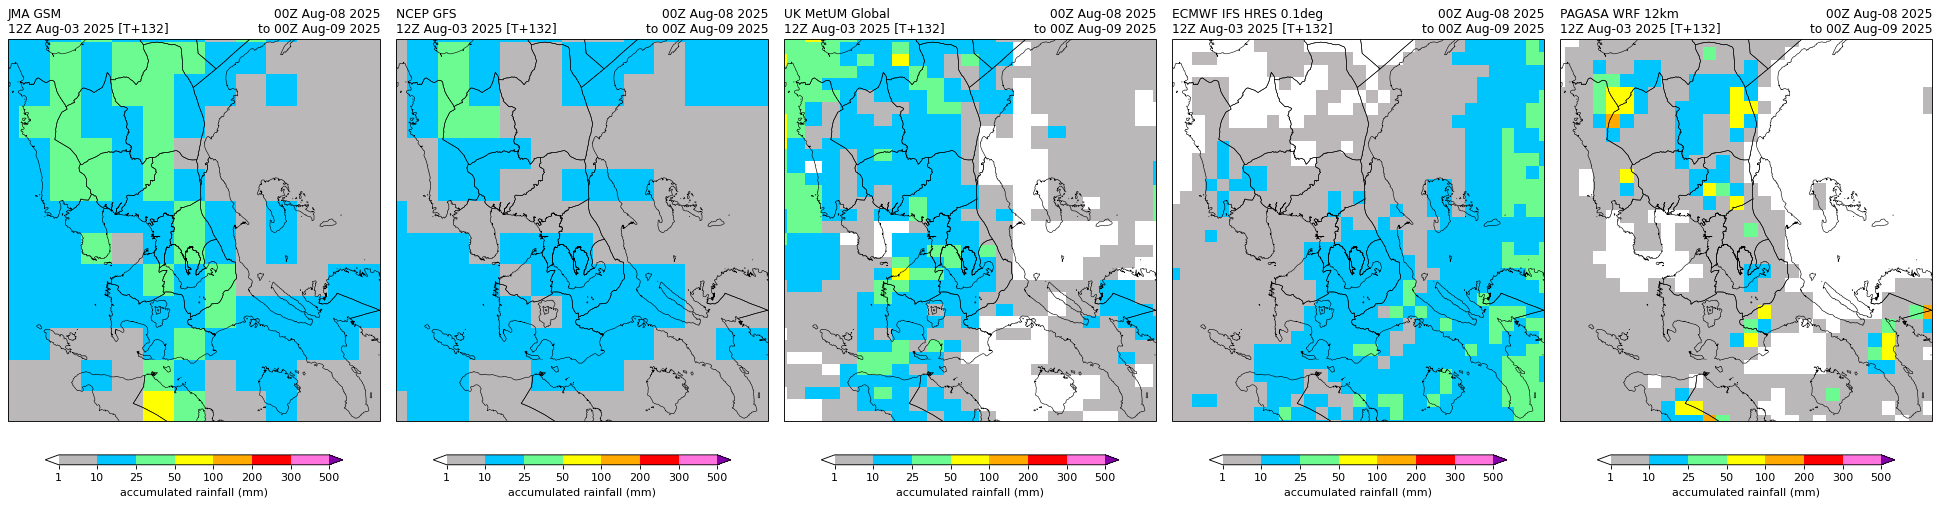 JMA GSM 00Z Aug-08 2025
12Z Aug-03 2025 [T+132] to 00Z Aug-09 2025
1 10 25 50 100 200 300 500
accumulated rainfall (mm)
NCEP GFS 00Z Aug-08 2025
12Z Aug-03 2025 [T+132] to 00Z Aug-09 2025
1 10 25 50 100 200 300 500
accumulated rainfall (mm)
UK MetUM Global 00Z Aug-08 2025
12Z Aug-03 2025 [T+132] to 00Z Aug-09 2025
1 10 25 50 100 200 300 500
accumulated rainfall (mm)
ECMWF IFS HRES 0.1deg 00Z Aug-08 2025
12Z Aug-03 2025 [T+132] to 00Z Aug-09 2025
1 10 25 50 100 200 300 500
accumulated rainfall (mm)
PAGASA WRF 12km 00Z Aug-08 2025
12Z Aug-03 2025 [T+132] to 00Z Aug-09 2025
1 10 25 50 100 200 300 500
accumulated rainfall (mm)